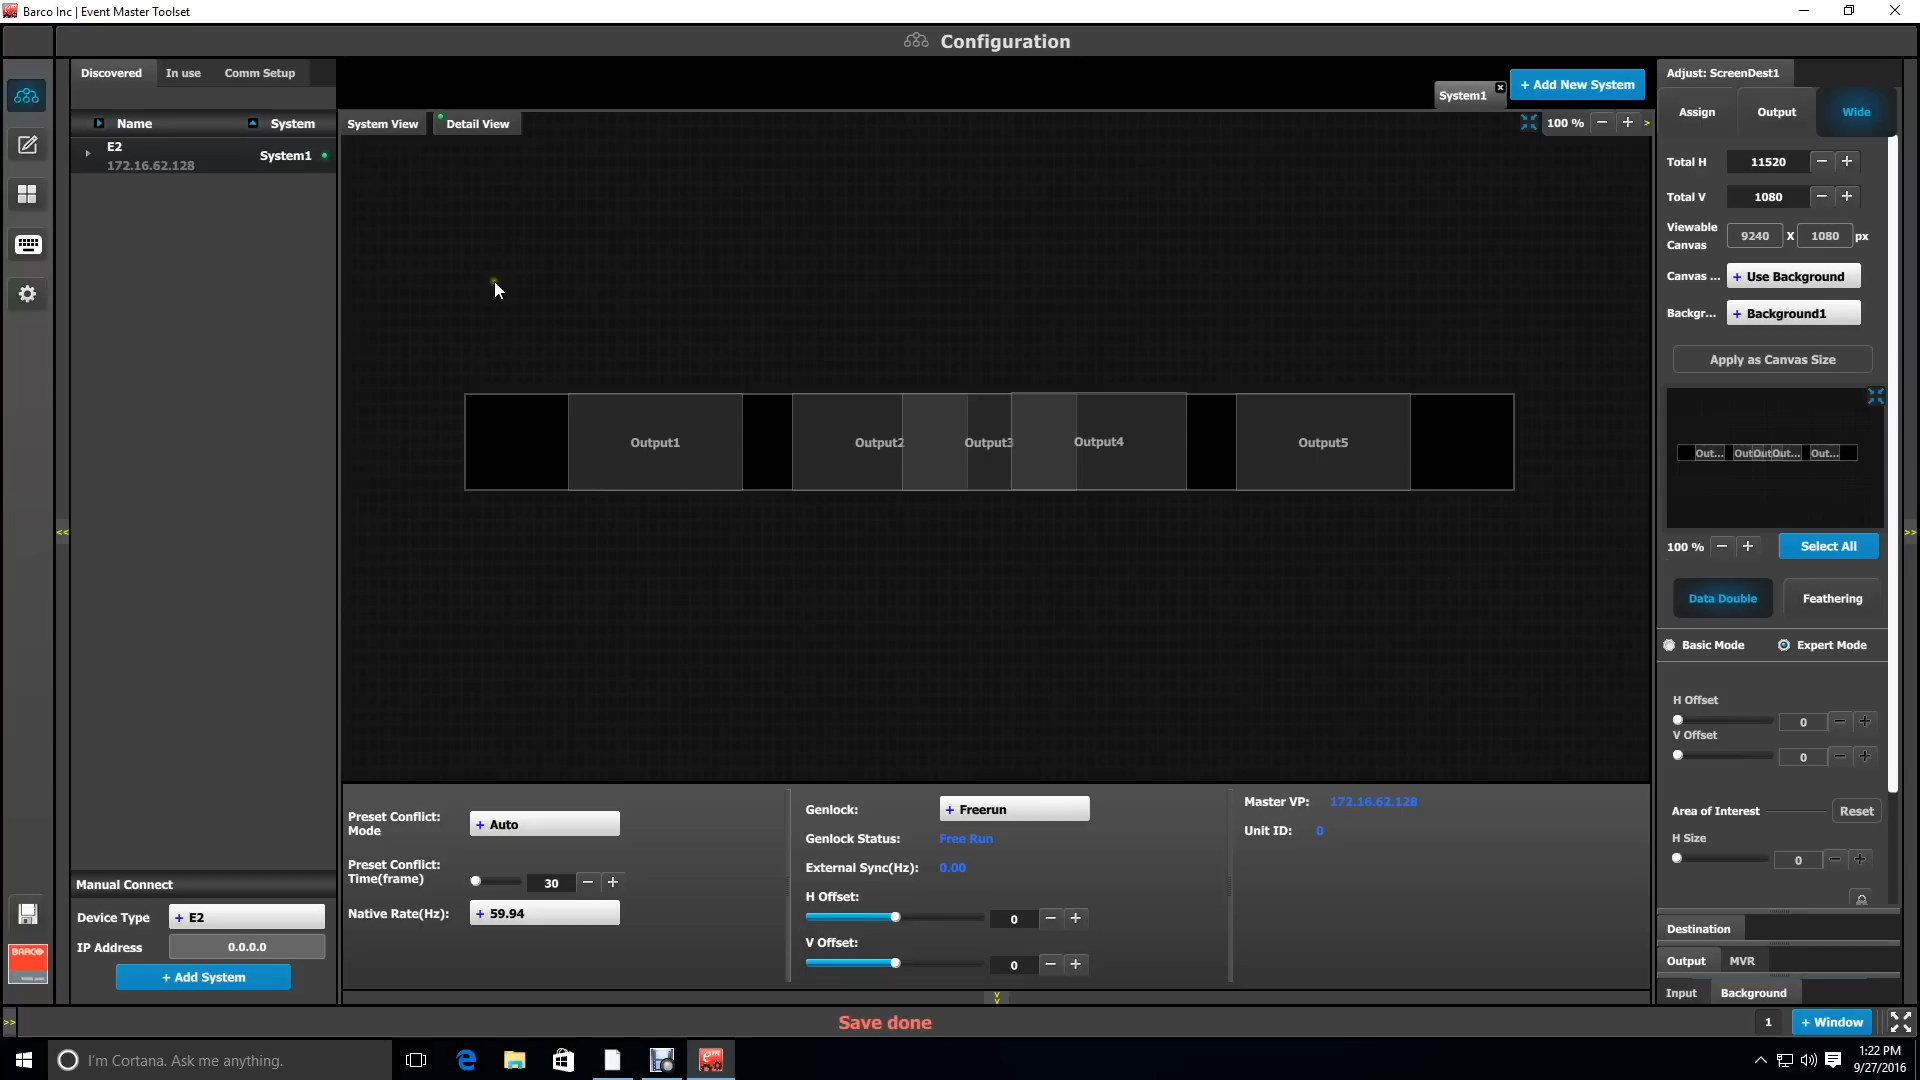 Barco Inc | Event Master Toolset
Configuration
Discovered
In use
Comm Setup
Name
System
E2
172.16.62.128
System1
System1
+ Add New System
System View
Detail View
100 %
>
Output1
Output2
Output3
Output4
Output5
Adjust: ScreenDest1
Assign
Output
Wide
Total H
11520
Total V
1080
Viewable
Canvas
9240 X 1080 px
Canvas ...
+ Use Background
Backgr...
+ Background1
Apply as Canvas Size
Out...
Out
Out
Out...
Out...
100 %
Select All
Data Double
Feathering
Basic Mode
Expert Mode
H Offset
0
V Offset
0
Area of Interest
Reset
H Size
0
Destination
Output
MVR
Input
Background
<<
>>
Preset Conflict:
Mode
+ Auto
Preset Conflict:
Time(frame)
30
Native Rate(Hz):
+ 59.94
Genlock:
+ Freerun
Genlock Status:
Free Run
External Sync(Hz):
0.00
H Offset:
0
V Offset:
0
Master VP:
172.16.62.128
Unit ID:
0
Manual Connect
Device Type
+ E2
IP Address
0.0.0.0
+ Add System
BARCO
>>
Save done
1
+ Window
I'm Cortana. Ask me anything.
em
1:22 PM
9/27/2016